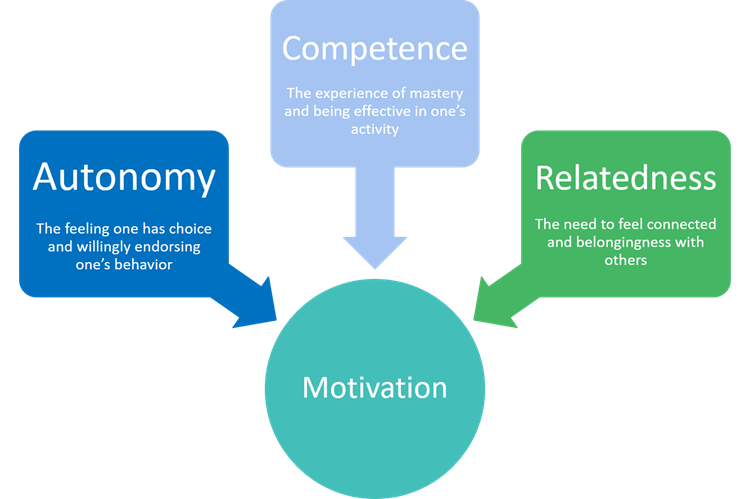 Competence
The experience of mastery
and being effective in one's
activity
Autonomy
The feeling one has choice
and willingly endorsing
one's behavior
Relatedness
The need to feel connected
and belongingness with
others
Motivation